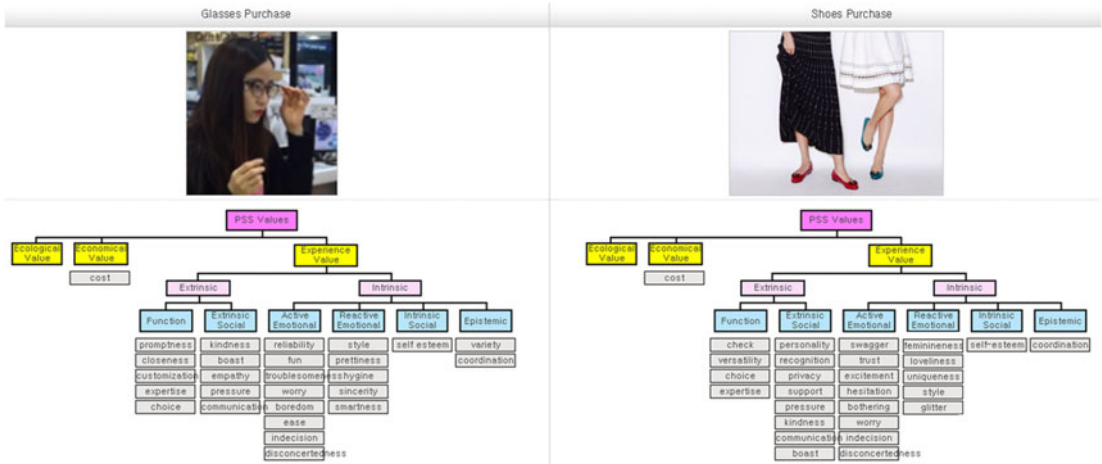 Glasses Purchase
PSS Values
Ecological
Value
Economical
Value
Experience
Value
cost
Extrinsic
Intrinsic
Function
Extrinsic
Social
Active
Emotional
Reactive
Emotional
Intrinsic
Social
Epistemic
promptness
closeness
customization
expertise
choice
kindness
boast
empathy
pressure
communication
reliability
fun
troublesomeness
worry
boredom
ease
indecision
disconcertedness
style
prettiness
hygine
sincerity
smartness
self esteem
variety
coordination
Shoes Purchase
PSS Values
Ecological
Value
Economical
Value
Experience
Value
cost
Extrinsic
Intrinsic
Function
Extrinsic
Social
Active
Emotional
Reactive
Emotional
Intrinsic
Social
Epistemic
check
versatility
choice
expertise
personality
recognition
privacy
support
pressure
kindness
communication
boast
swagger
trust
excitement
hesitation
bothering
worry
indecision
disconcertedness
feminineness
loveliness
uniqueness
style
glitter
self-esteem
coordination